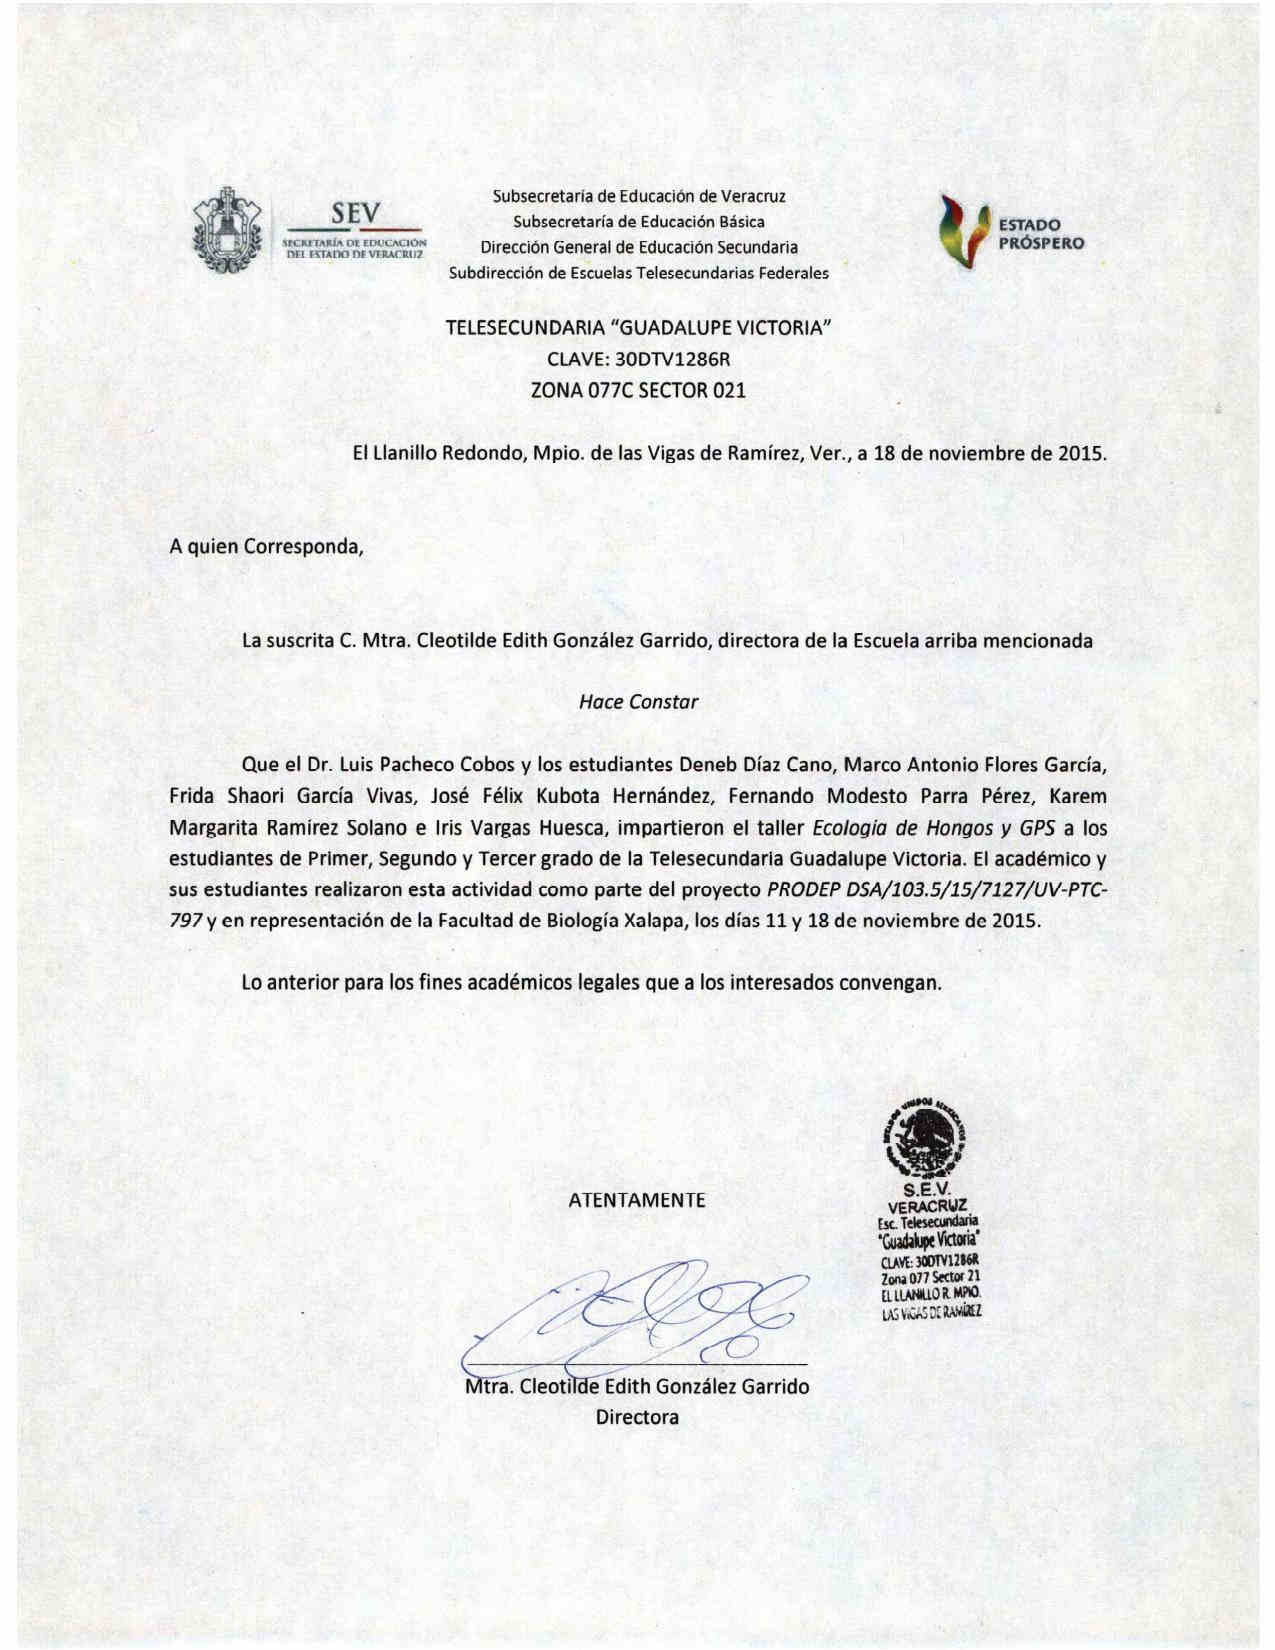 SEV
SECRETARÍA DE EDUCACIÓN
DEL ESTADO DE VERACRUZ
Subsecretaría de Educación de Veracruz
Subsecretaría de Educación Básica
Dirección General de Educación Secundaria
Subdirección de Escuelas Telesecundarias Federales
ESTADO
PRÓSPERO
TELESECUNDARIA "GUADALUPE VICTORIA"
CLAVE: 30DTV1286R
ZONA 077C SECTOR 021
El Llanillo Redondo, Mpio. de las Vigas de Ramírez, Ver., a 18 de noviembre de 2015.
A quien Corresponda,
La suscrita C. Mtra. Cleotilde Edith González Garrido, directora de la Escuela arriba mencionada
Hace Constar
Que el Dr. Luis Pacheco Cobos y los estudiantes Deneb Díaz Cano, Marco Antonio Flores García,
Frida Shaori García Vivas, José Félix Kubota Hernández, Fernando Modesto Parra Pérez, Karem
Margarita Ramírez Solano e Iris Vargas Huesca, impartieron el taller Ecología de Hongos y GPS a los
estudiantes de Primer, Segundo y Tercer grado de la Telesecundaria Guadalupe Victoria. El académico y
sus estudiantes realizaron esta actividad como parte del proyecto PRODEP DSA/103.5/15/7127/UV-PTC-
797 y en representación de la Facultad de Biología Xalapa, los días 11 y 18 de noviembre de 2015.
Lo anterior para los fines académicos legales que a los interesados convengan.
ATENTAMENTE
ESTADOS UNIDOS MEXICANOS
S.E.V.
VERACRUZ
Esc. Telesecundaria
"Guadalupe Victoria"
CLAVE: 30DTV1286R
Zona 077 Sector 21
EL LLANILLO R. MPIO.
LAS VIGAS DE RAMÍREZ
Mtra. Cleotilde Edith González Garrido
Directora